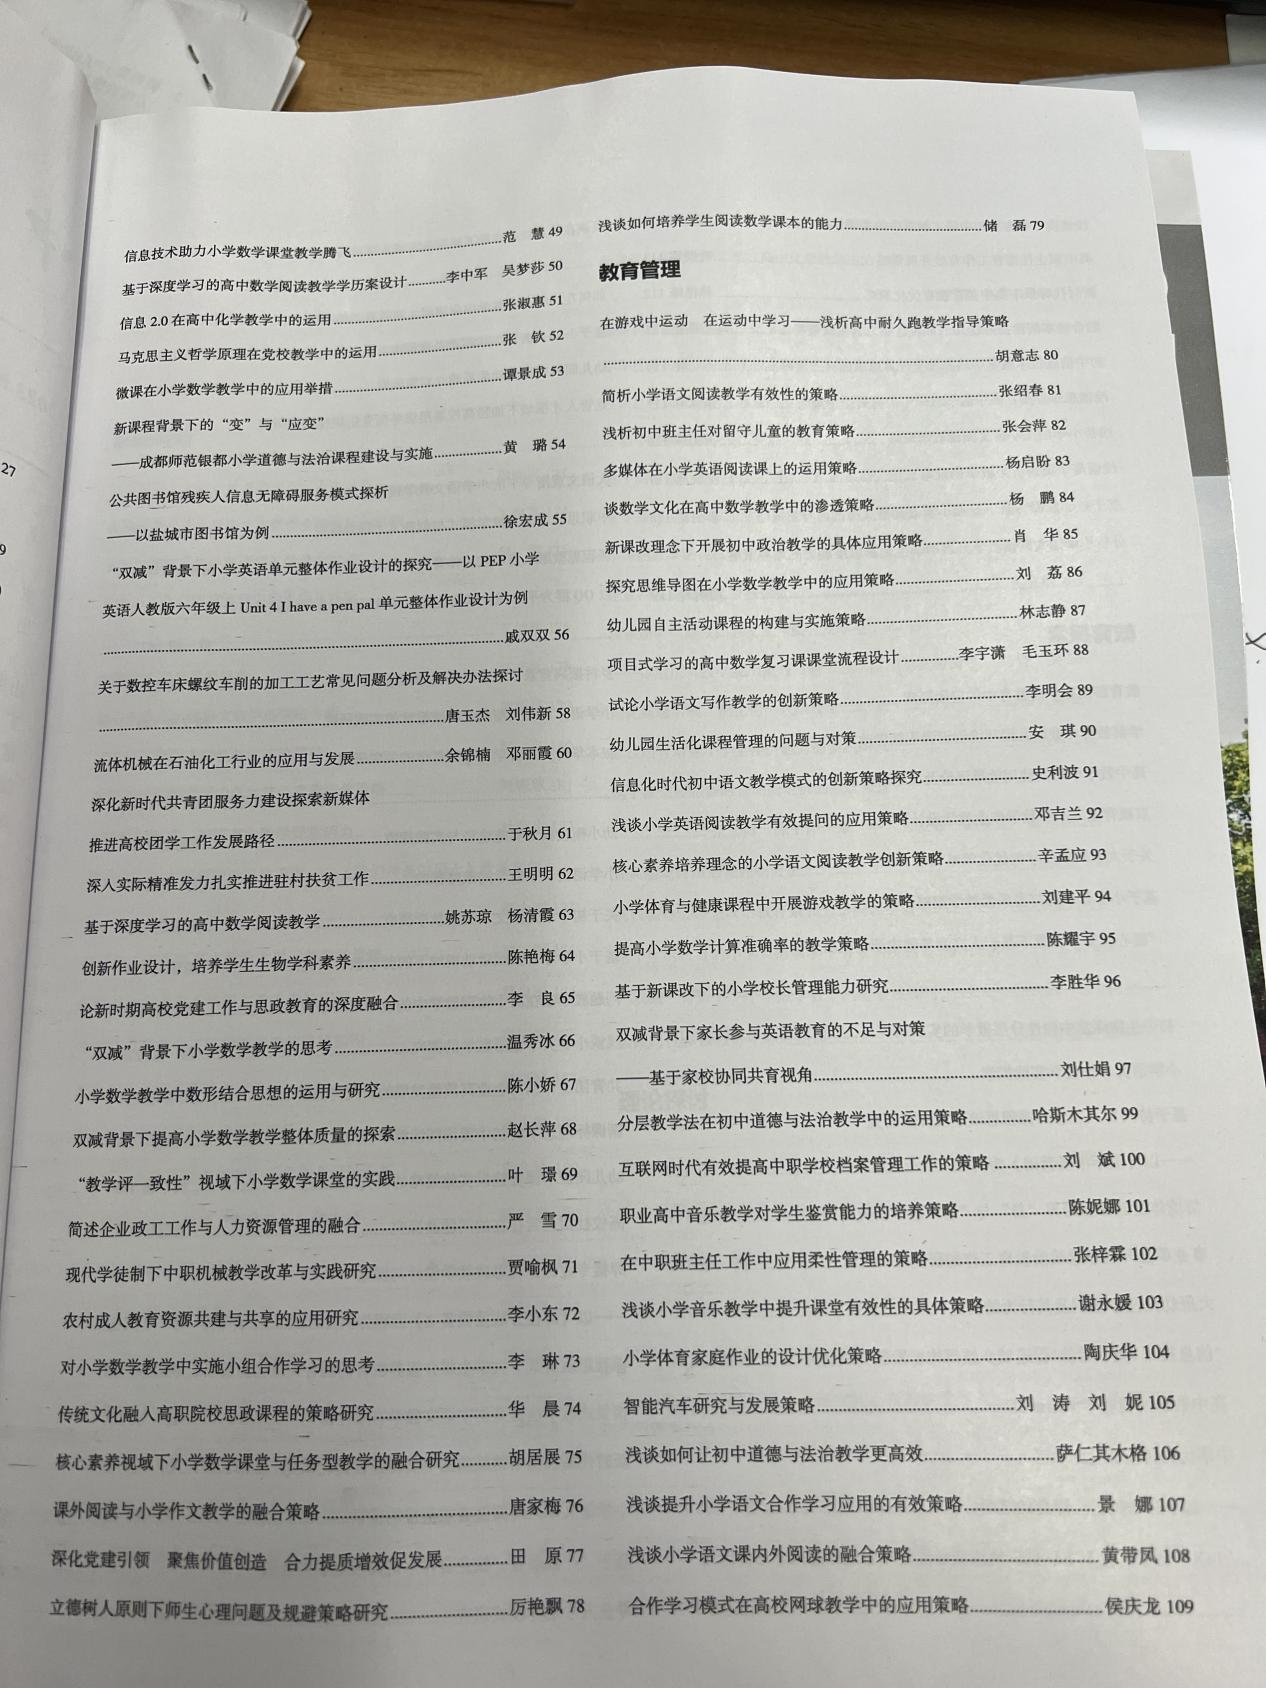 信息技术助力小学数学课堂教学腾飞........................................范　慧 49
基于深度学习的高中数学阅读教学学历案设计..........李中军　吴梦莎 50
信息 2.0 在高中化学教学中的运用........................................张淑惠 51
马克思主义哲学原理在党校教学中的运用..............................张　钦 52
微课在小学数学教学中的应用举措........................................谭景成 53
新课程背景下的“变”与“应变”
——成都师范银都小学道德与法治课程建设与实施.................黄　璐 54
公共图书馆残疾人信息无障碍服务模式探析
——以盐城市图书馆为例........................................徐宏成 55
“双减”背景下小学英语单元整体作业设计的探究——以 PEP 小学
英语人教版六年级上 Unit 4 I have a pen pal 单元整体作业设计为例
........................................戚双双 56
关于数控车床螺纹车削的加工工艺常见问题分析及解决办法探讨
........................................唐玉杰　刘伟新 58
流体机械在石油化工行业的应用与发展......................余锦楠　邓丽霞 60
深化新时代共青团服务力建设探索新媒体
推进高校团学工作发展路径........................................于秋月 61
深入实际精准发力扎实推进驻村扶贫工作..............................王明明 62
基于深度学习的高中数学阅读教学..............................姚苏琼　杨清霞 63
创新作业设计，培养学生生物学科素养..............................陈艳梅 64
论新时期高校党建工作与思政教育的深度融合..........................李　良 65
“双减”背景下小学数学教学的思考........................................温秀冰 66
小学数学教学中数形结合思想的运用与研究..............................陈小娇 67
双减背景下提高小学数学教学整体质量的探索..........................赵长萍 68
“教学评一致性”视域下小学数学课堂的实践..........................叶　璟 69
简述企业政工工作与人力资源管理的融合..............................严　雪 70
现代学徒制下中职机械教学改革与实践研究..............................贾喻枫 71
农村成人教育资源共建与共享的应用研究..............................李小东 72
对小学数学教学中实施小组合作学习的思考..............................李　琳 73
传统文化融入高职院校思政课程的策略研究..............................华　晨 74
核心素养视域下小学数学课堂与任务型教学的融合研究...........胡居展 75
课外阅读与小学作文教学的融合策略........................................唐家梅 76
深化党建引领　聚焦价值创造　合力提质增效促发展...............田　原 77
立德树人原则下师生心理问题及规避策略研究..........................厉艳飘 78
浅谈如何培养学生阅读数学课本的能力..............................储　磊 79
教育管理
在游戏中运动　在运动中学习——浅析高中耐久跑教学指导策略
........................................胡意志 80
简析小学语文阅读教学有效性的策略..............................张绍春 81
浅析初中班主任对留守儿童的教育策略..............................张会萍 82
多媒体在小学英语阅读课上的运用策略..............................杨启盼 83
谈数学文化在高中数学教学中的渗透策略..............................杨　鹏 84
新课改理念下开展初中政治教学的具体应用策略....................肖　华 85
探究思维导图在小学数学教学中的应用策略..........................刘　荔 86
幼儿园自主活动课程的构建与实施策略..............................林志静 87
项目式学习的高中数学复习课课堂流程设计..............李宇潇　毛玉环 88
试论小学语文写作教学的创新策略........................................李明会 89
幼儿园生活化课程管理的问题与对策..............................安　琪 90
信息化时代初中语文教学模式的创新策略探究..........................史利波 91
浅谈小学英语阅读教学有效提问的应用策略..............................邓吉兰 92
核心素养培养理念的小学语文阅读教学创新策略....................辛孟应 93
小学体育与健康课程中开展游戏教学的策略..............................刘建平 94
提高小学数学计算准确率的教学策略........................................陈耀宇 95
基于新课改下的小学校长管理能力研究..............................李胜华 96
双减背景下家长参与英语教育的不足与对策
——基于家校协同共育视角........................................刘仕娟 97
分层教学法在初中道德与法治教学中的运用策略...............哈斯木其尔 99
互联网时代有效提高中职学校档案管理工作的策略...............刘　斌 100
职业高中音乐教学对学生鉴赏能力的培养策略.......................陈妮娜 101
在中职班主任工作中应用柔性管理的策略..............................张梓霖 102
浅谈小学音乐教学中提升课堂有效性的具体策略....................谢永媛 103
小学体育家庭作业的设计优化策略........................................陶庆华 104
智能汽车研究与发展策略........................................刘　涛　刘　妮 105
浅谈如何让初中道德与法治教学更高效..............................萨仁其木格 106
浅谈提升小学语文合作学习应用的有效策略..............................景　娜 107
浅谈小学语文课内外阅读的融合策略........................................黄带凤 108
合作学习模式在高校网球教学中的应用策略..............................侯庆龙 109
27
9